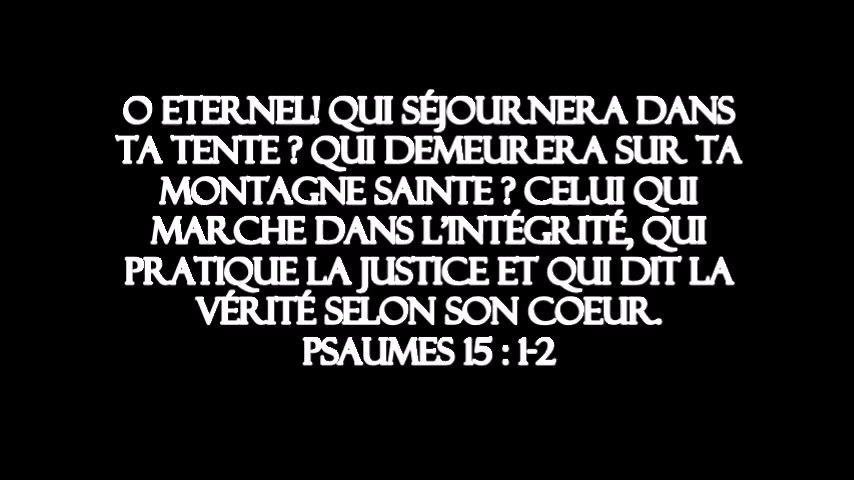 O ETERNEL! QUI SÉJOURNERA DANS
TA TENTE ? QUI DEMEURERA SUR TA
MONTAGNE SAINTE ? CELUI QUI
MARCHE DANS L'INTÉGRITÉ, QUI
PRATIQUE LA JUSTICE ET QUI DIT LA
VÉRITÉ SELON SON COEUR.
PSAUMES 15 : 1-2